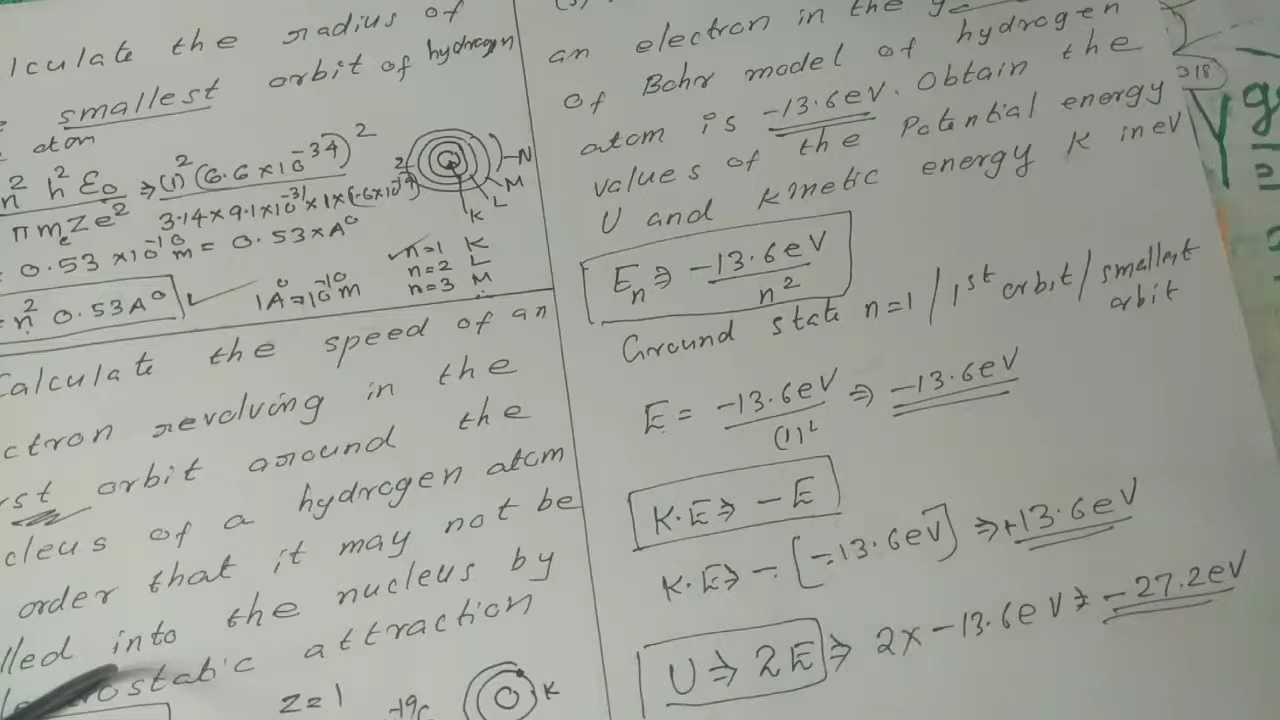 lculate the radius of
smallest orbit of hydrogen
aton
n² h² ε₀ / π mₑ Z e² ⇒ (1)² (6.6×10⁻³⁴)² / 3.14×9.1×10⁻³¹×1×(1.6×10⁻¹⁹)
0.53 ×10⁻¹⁰ m = 0.53×A°
= n² 0.53A°
1A° = 10⁻¹⁰ m
N
M
L
K
n=1 K
n=2 L
n=3 M
Calculate the speed of an
ctron revolving in the
rst orbit around the
cleus of a hydrogen atom
order that it may not be
lled into the nucleus by
ostatic attraction
z=1
K
an electron in the
of Bohr model of hydrogen
atom is -13.6eV. Obtain the
values of the Potential energy
U and kinetic energy K in eV
Eₙ ⇒ -13.6eV / n²
Ground state n=1 / 1st orbit / smallest
orbit
E = -13.6eV / (1)² ⇒ -13.6eV
K.E ⇒ - E
K.E ⇒ - [-13.6eV] ⇒ +13.6eV
U ⇒ 2E ⇒ 2x -13.6eV ⇒ -27.2eV